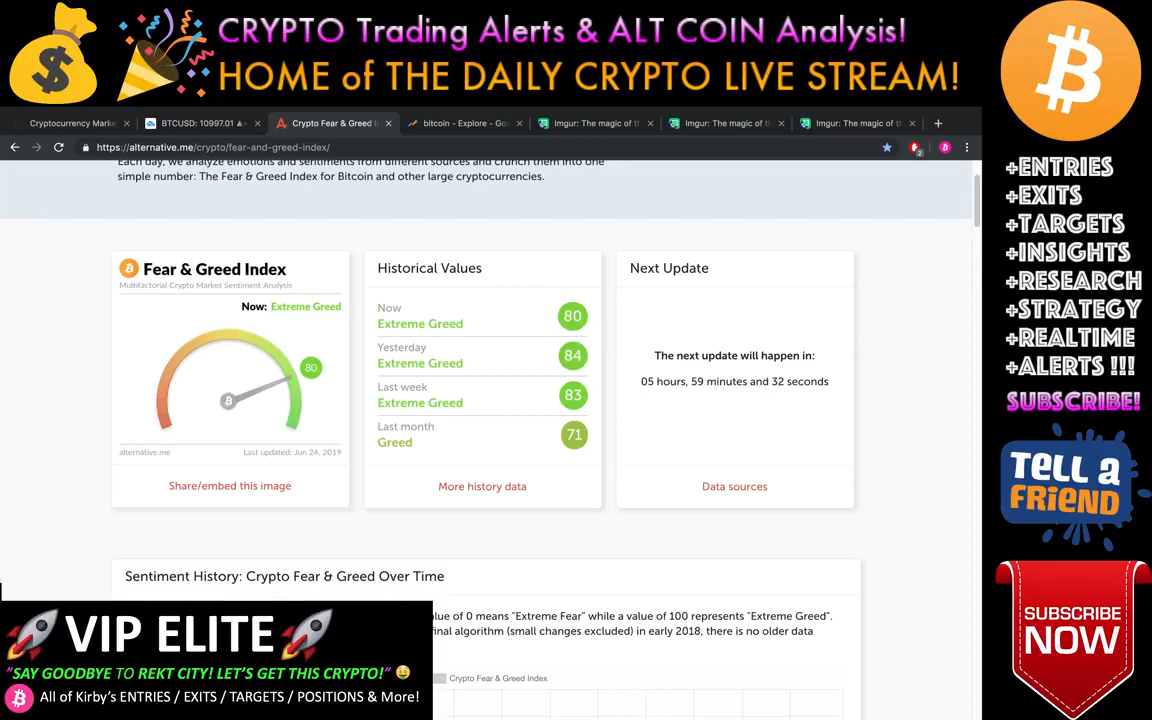 CRYPTO Trading Alerts & ALT COIN Analysis!
HOME of THE DAILY CRYPTO LIVE STREAM!
Cryptocurrency Marke
BTCUSD: 10997.01
Crypto Fear & Greed I
bitcoin - Explore - Go
Imgur: The magic of t
Imgur: The magic of t
Imgur: The magic of t
https://alternative.me/crypto/fear-and-greed-index/
2
Each day, we analyze emotions and sentiments from different sources and crunch them into one
simple number: The Fear & Greed Index for Bitcoin and other large cryptocurrencies.
Fear & Greed Index
Multifactorial Crypto Market Sentiment Analysis
Now: Extreme Greed
80
alternative.me
Last updated: Jun 24, 2019
Share/embed this image
Historical Values
Now
Extreme Greed
80
Yesterday
Extreme Greed
84
Last week
Extreme Greed
83
Last month
Greed
71
More history data
Next Update
The next update will happen in:
05 hours, 59 minutes and 32 seconds
Data sources
Sentiment History: Crypto Fear & Greed Over Time
alue of 0 means "Extreme Fear" while a value of 100 represents "Extreme Greed".
inal algorithm (small changes excluded) in early 2018, there is no older data
Crypto Fear & Greed Index
VIP ELITE
"SAY GOODBYE TO REKT CITY! LET'S GET THIS CRYPTO!"
All of Kirby's ENTRIES / EXITS / TARGETS / POSITIONS & More!
+ENTRIES
+EXITS
+TARGETS
+INSIGHTS
+RESEARCH
+STRATEGY
+REALTIME
+ALERTS !!!
SUBSCRIBE!
TELL a
FRiEND
SUBSCRIBE
NOW